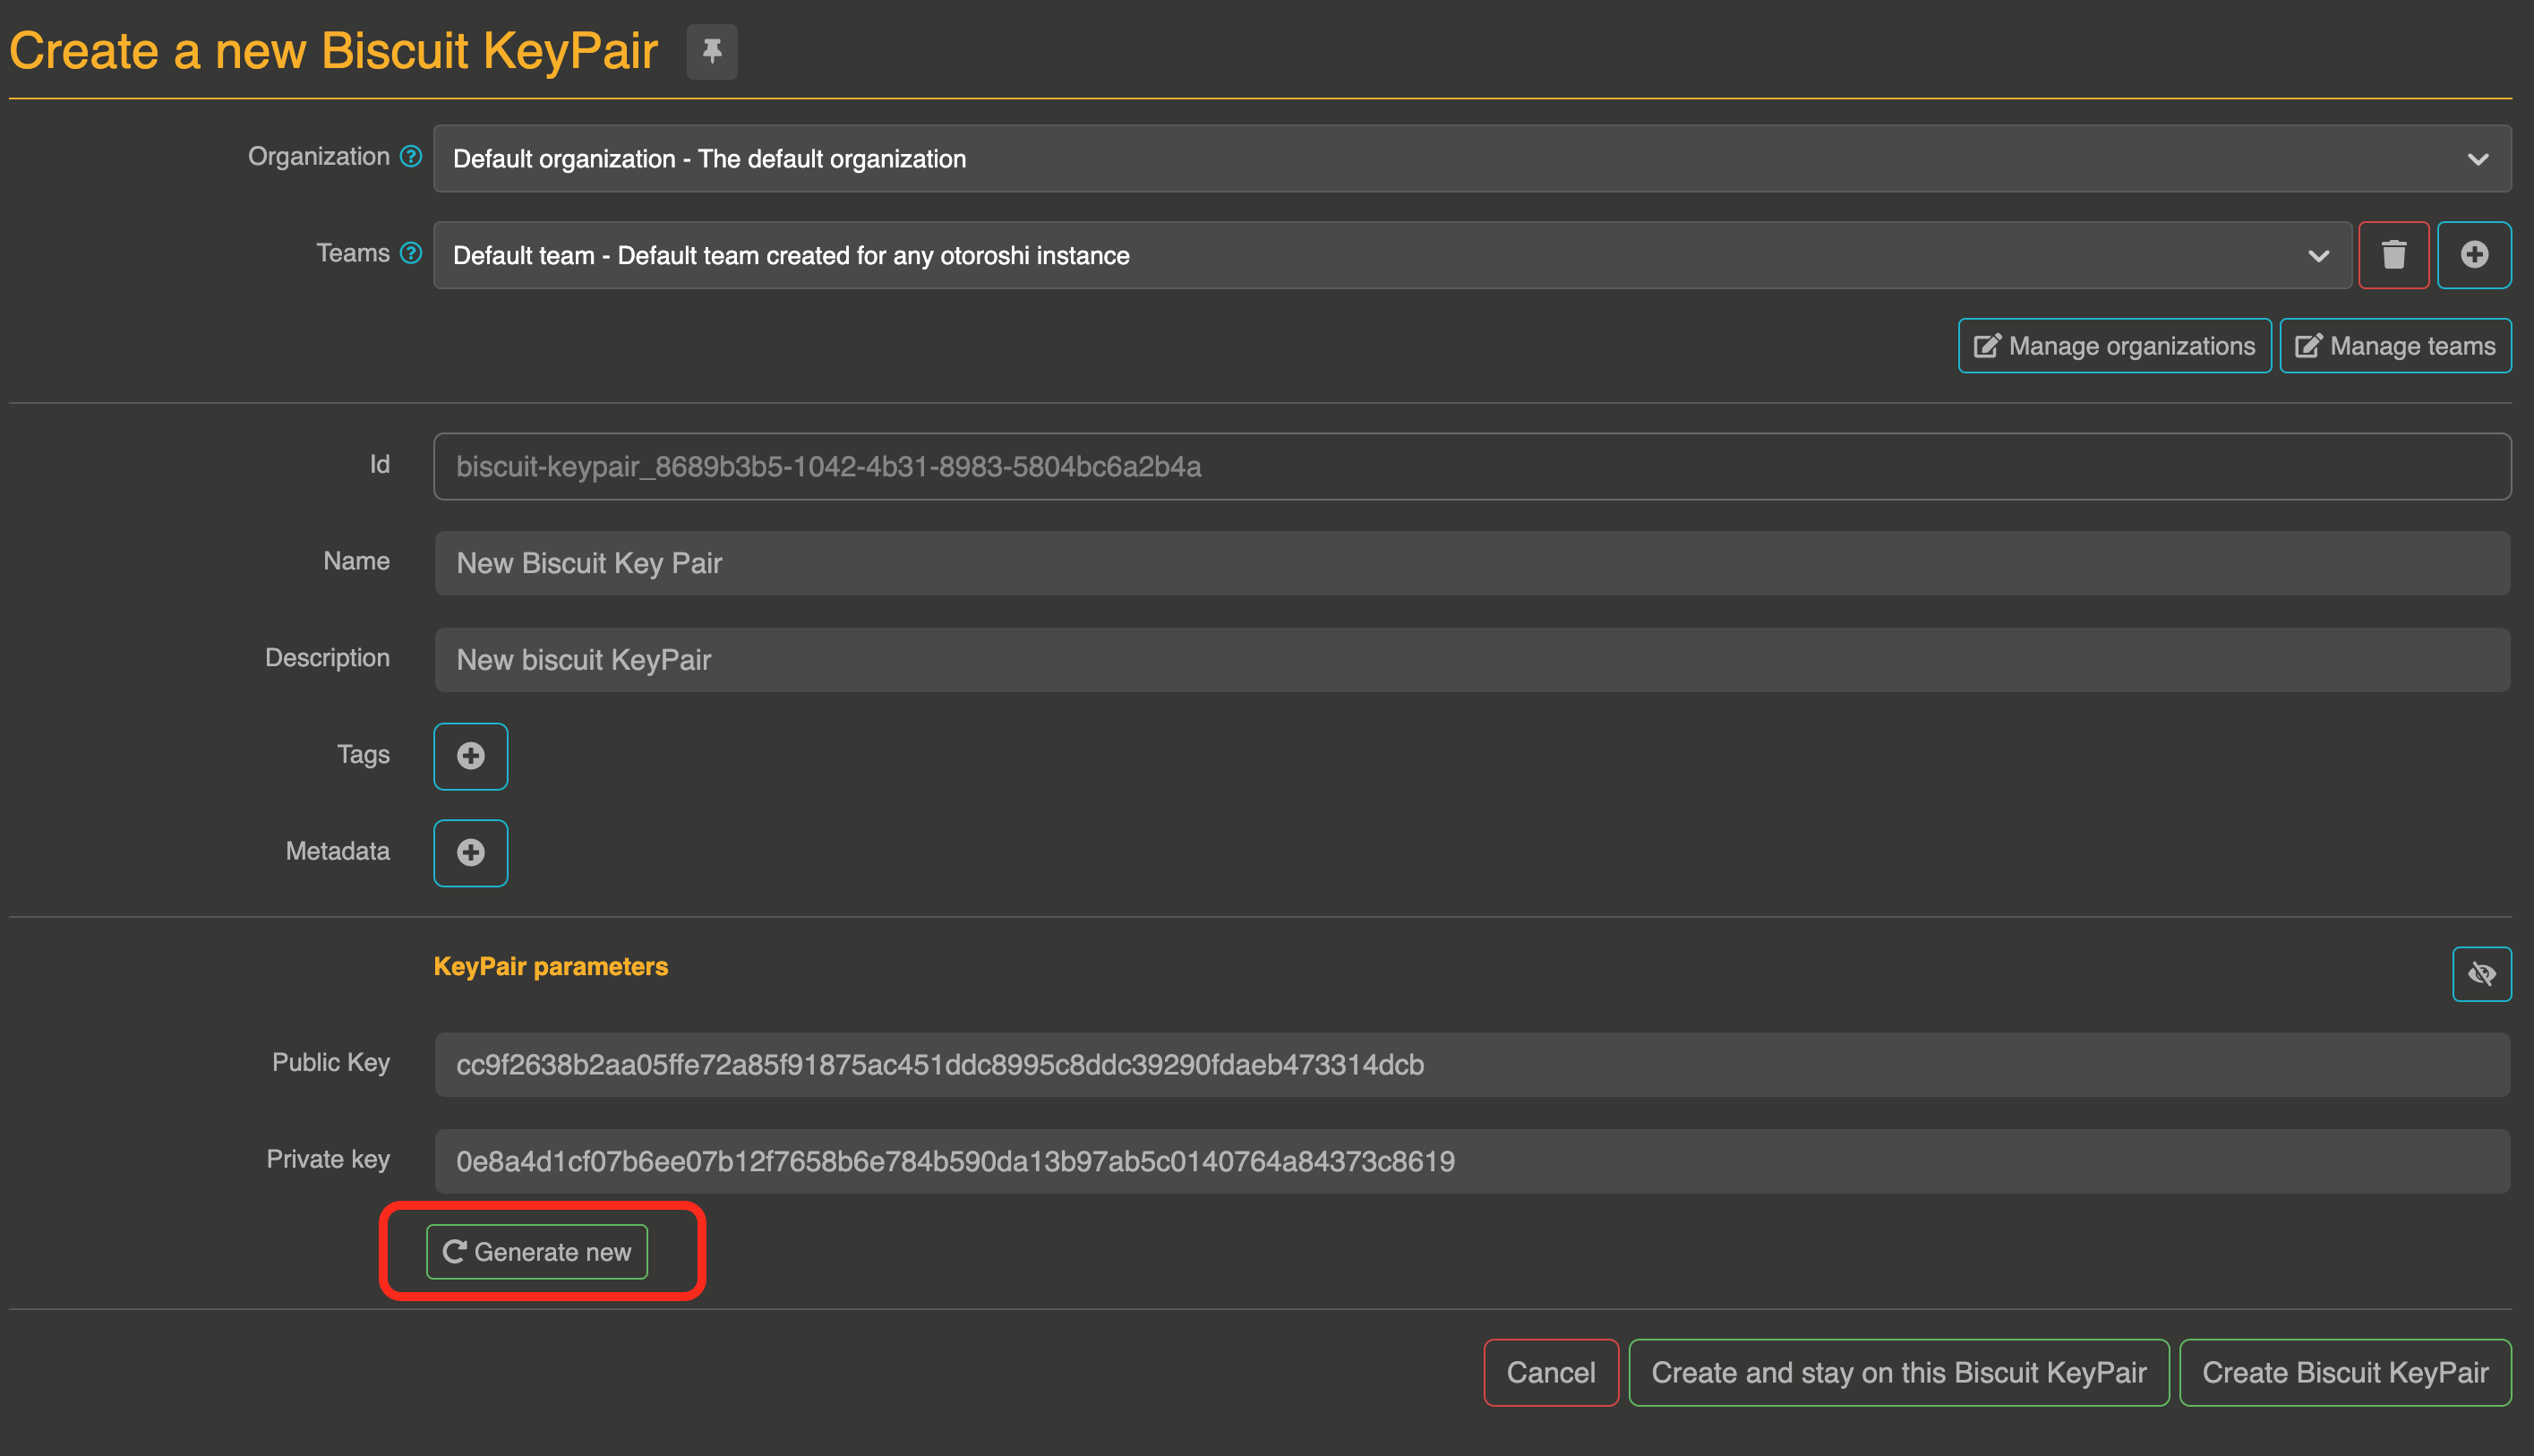 Create a new Biscuit KeyPair
Organization
Default organization - The default organization
Teams
Default team - Default team created for any otoroshi instance
Manage organizations
Manage teams
Id
biscuit-keypair_8689b3b5-1042-4b31-8983-5804bc6a2b4a
Name
New Biscuit Key Pair
Description
New biscuit KeyPair
Tags
Metadata
KeyPair parameters
Public Key
cc9f2638b2aa05ffe72a85f91875ac451ddc8995c8ddc39290fdaeb473314dcb
Private key
0e8a4d1cf07b6ee07b12f7658b6e784b590da13b97ab5c0140764a84373c8619
Generate new
Cancel
Create and stay on this Biscuit KeyPair
Create Biscuit KeyPair